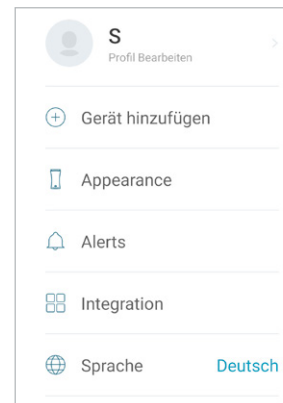 S
Profil Bearbeiten
Gerät hinzufügen
Appearance
Alerts
Integration
Sprache Deutsch